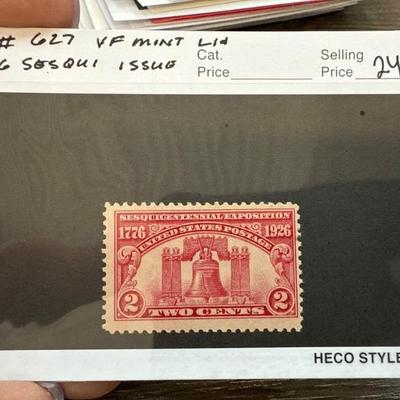 # 627 VF MINT LH
6 SESQUI ISSUE
Cat.
Price
Selling
Price 24
SESQUICENTENNIAL EXPOSITION
1776 1926
UNITED STATES POSTAGE
2 2
TWO CENTS
HECO STYLE